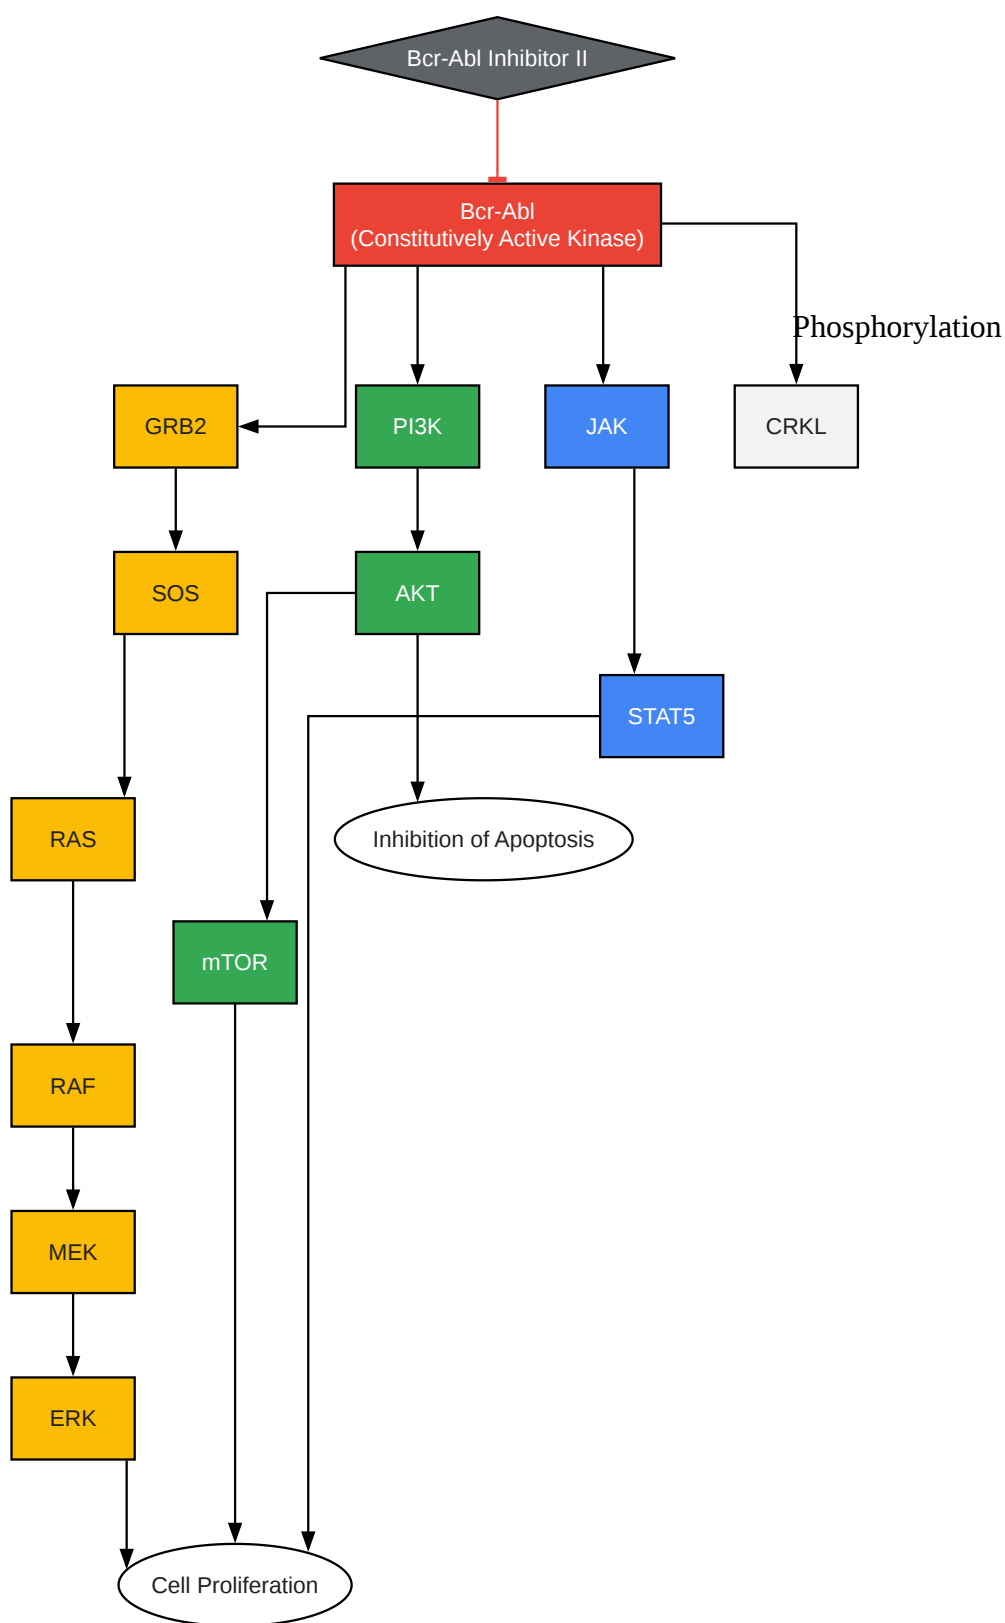 Bcr-Abl Inhibitor II
Bcr-Abl
(Constitutively Active Kinase)
Phosphorylation
GRB2
PI3K
JAK
CRKL
SOS
AKT
STAT5
RAS
Inhibition of Apoptosis
mTOR
RAF
MEK
ERK
Cell Proliferation